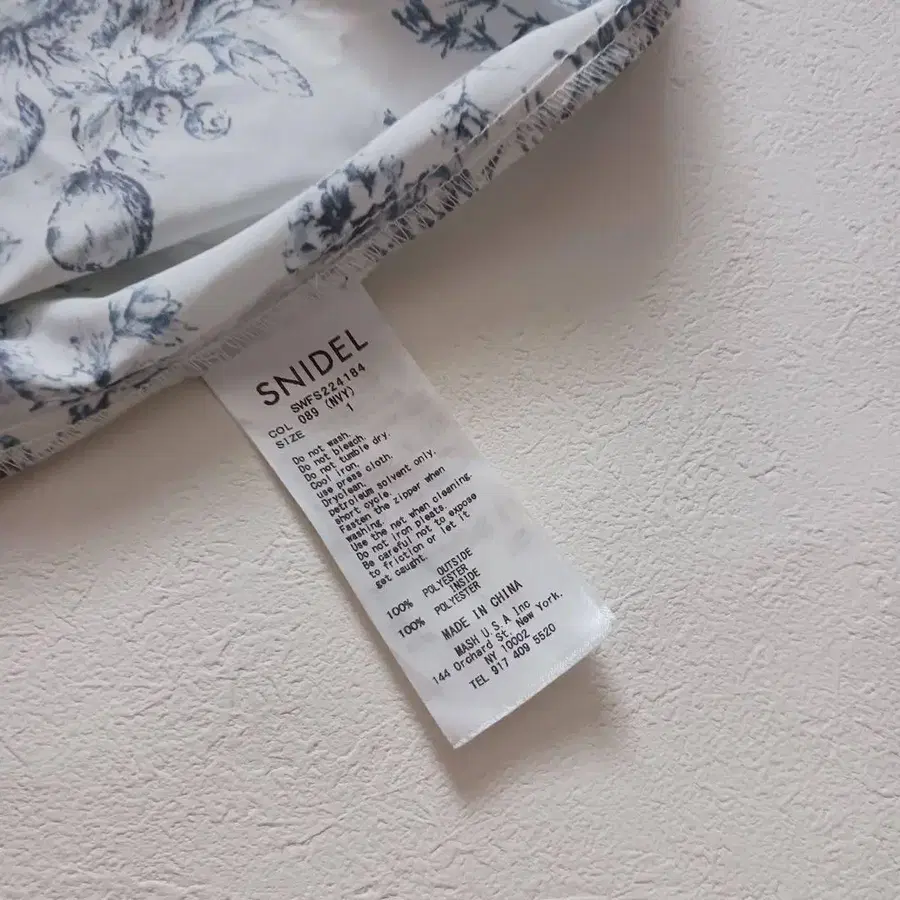 SNIDEL
SWFS224184
COL 089 (NVY)
SIZE 1
Do not wash.
Do not bleach.
Do not tumble dry.
Cool iron.
use press cloth.
Dryclean.
petroleum solvent only.
short cycle.
Fasten the zipper when
washing.
Use the net when cleaning.
Do not iron pleats.
Be careful not to expose
to friction or let it
get caught.
OUTSIDE
100% POLYESTER
INSIDE
100% POLYESTER
MADE IN CHINA
MASH U.S.A Inc
144 Orchard St. New York.
NY 10002
TEL 917 409 5520